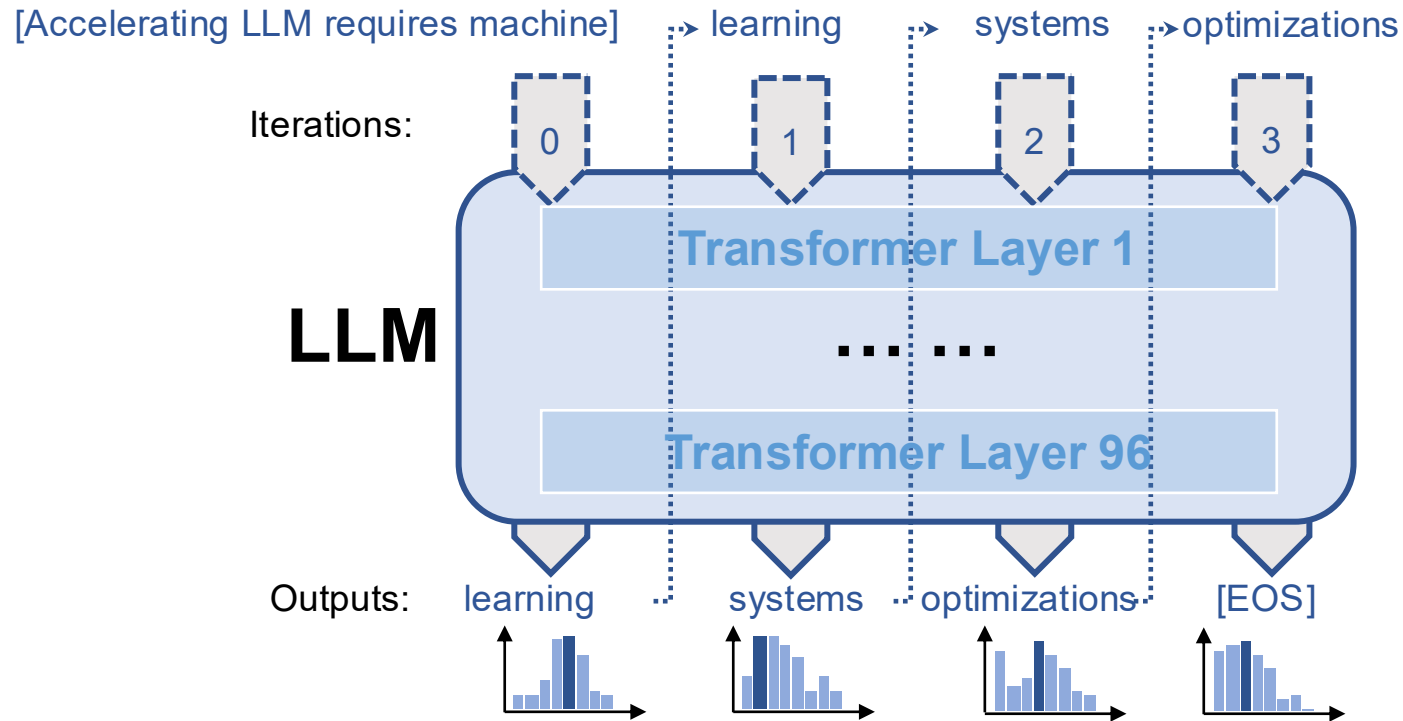 [Accelerating LLM requires machine] learning systems optimizations
Iterations: 0 1 2 3
Transformer Layer 1
LLM
... ...
Transformer Layer 96
Outputs: learning systems optimizations [EOS]